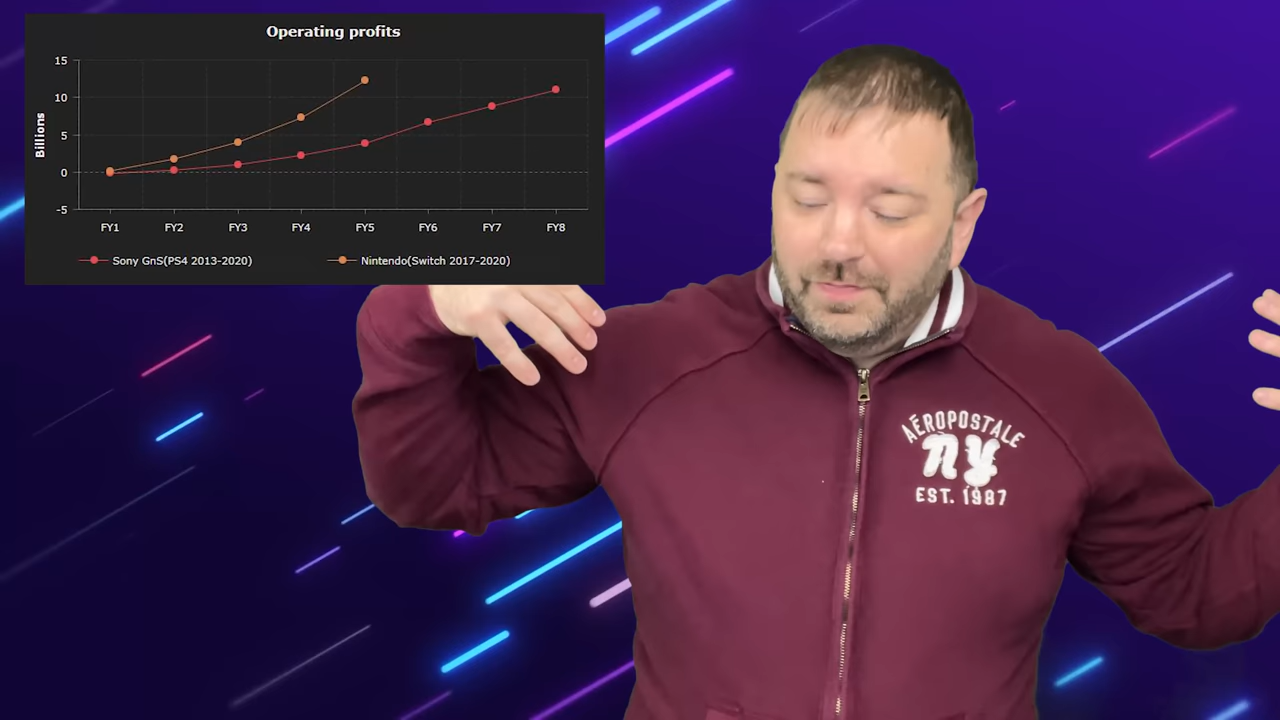 Operating profits
15
10
5
0
-5
Billions
FY1 FY2 FY3 FY4 FY5 FY6 FY7 FY8
Sony GnS(PS4 2013-2020) Nintendo(Switch 2017-2020)
AÉROPOSTALE
NY
EST. 1987